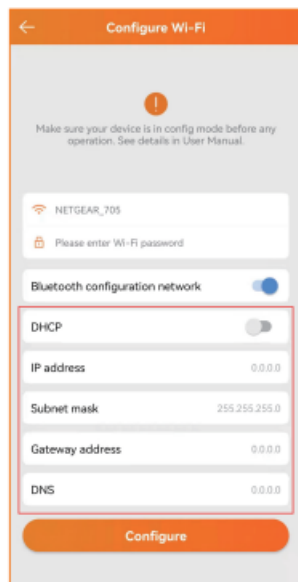 Configure Wi-Fi
Make sure your device is in config mode before any
operation. See details in User Manual.
NETGEAR_705
Please enter Wi-Fi password
Bluetooth configuration network
DHCP
IP address 0.0.0.0
Subnet mask 255.255.255.0
Gateway address 0.0.0.0
DNS 0.0.0.0
Configure